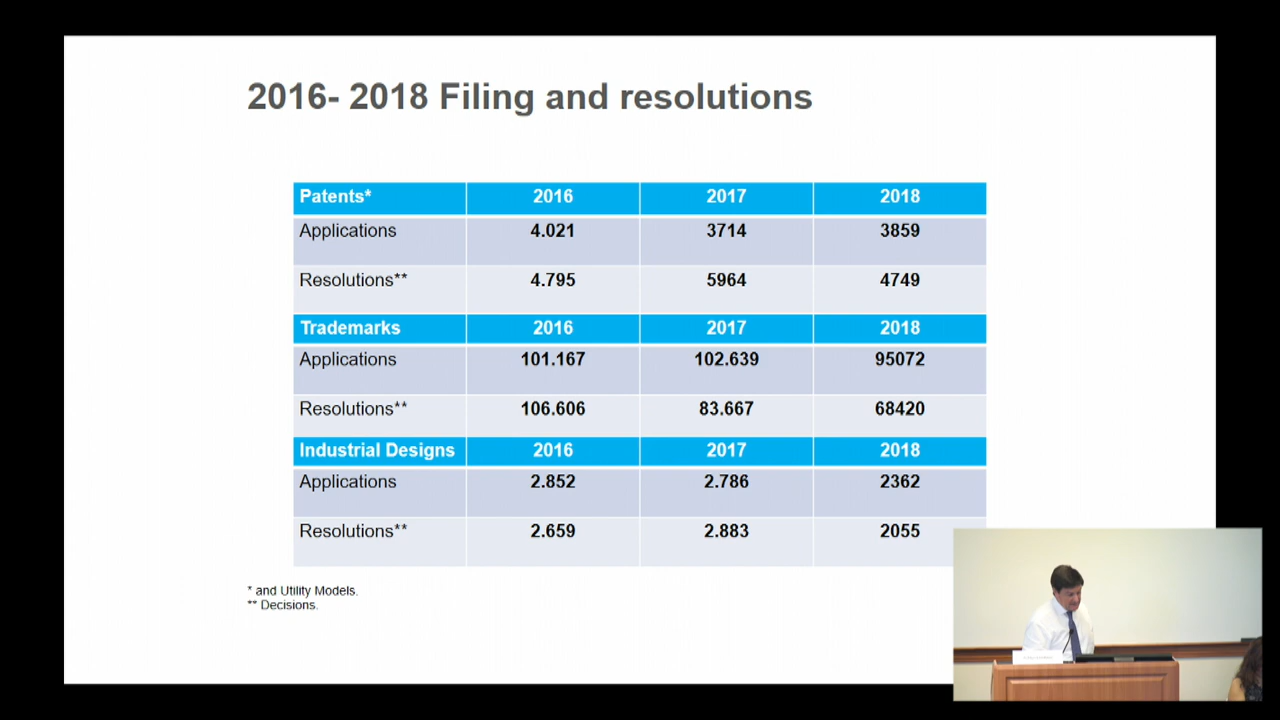 2016- 2018 Filing and resolutions
Patents* 2016 2017 2018
Applications 4.021 3714 3859
Resolutions** 4.795 5964 4749
Trademarks 2016 2017 2018
Applications 101.167 102.639 95072
Resolutions** 106.606 83.667 68420
Industrial Designs 2016 2017 2018
Applications 2.852 2.786 2362
Resolutions** 2.659 2.883 2055
* and Utility Models.
** Decisions.